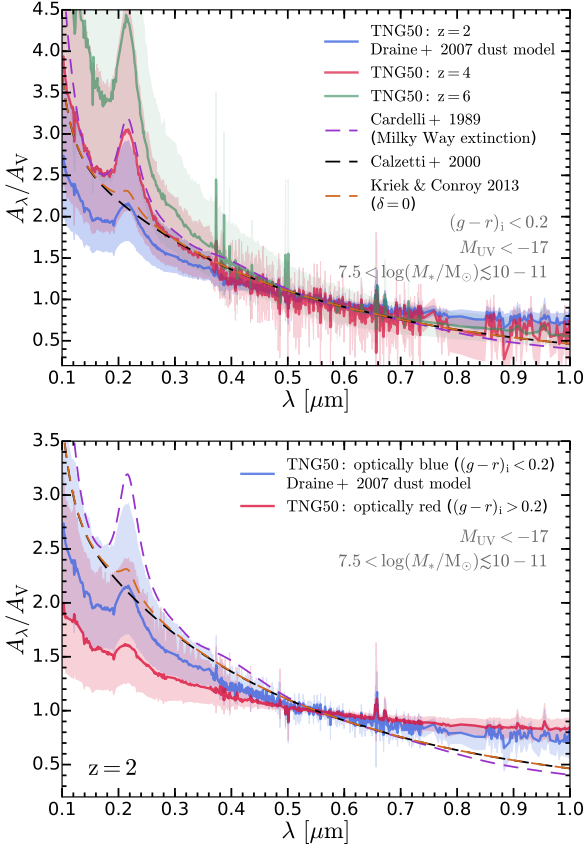 4.5
4.0
3.5
3.0
2.5
2.0
1.5
1.0
0.5
A_λ/A_V
TNG50: z=2
Draine+ 2007 dust model
TNG50: z=4
TNG50: z=6
Cardelli+ 1989
(Milky Way extinction)
Calzetti+ 2000
Kriek & Conroy 2013
(δ=0)
(g−r)_i<0.2
M_UV<−17
7.5<log(M_*/M_⊙)≲10−11
0.1 0.2 0.3 0.4 0.5 0.6 0.7 0.8 0.9 1.0
λ [μm]
3.5
3.0
2.5
2.0
1.5
1.0
0.5
A_λ/A_V
TNG50: optically blue ((g−r)_i<0.2)
Draine+ 2007 dust model
TNG50: optically red ((g−r)_i>0.2)
M_UV<−17
7.5<log(M_*/M_⊙)≲10−11
z=2
0.1 0.2 0.3 0.4 0.5 0.6 0.7 0.8 0.9 1.0
λ [μm]